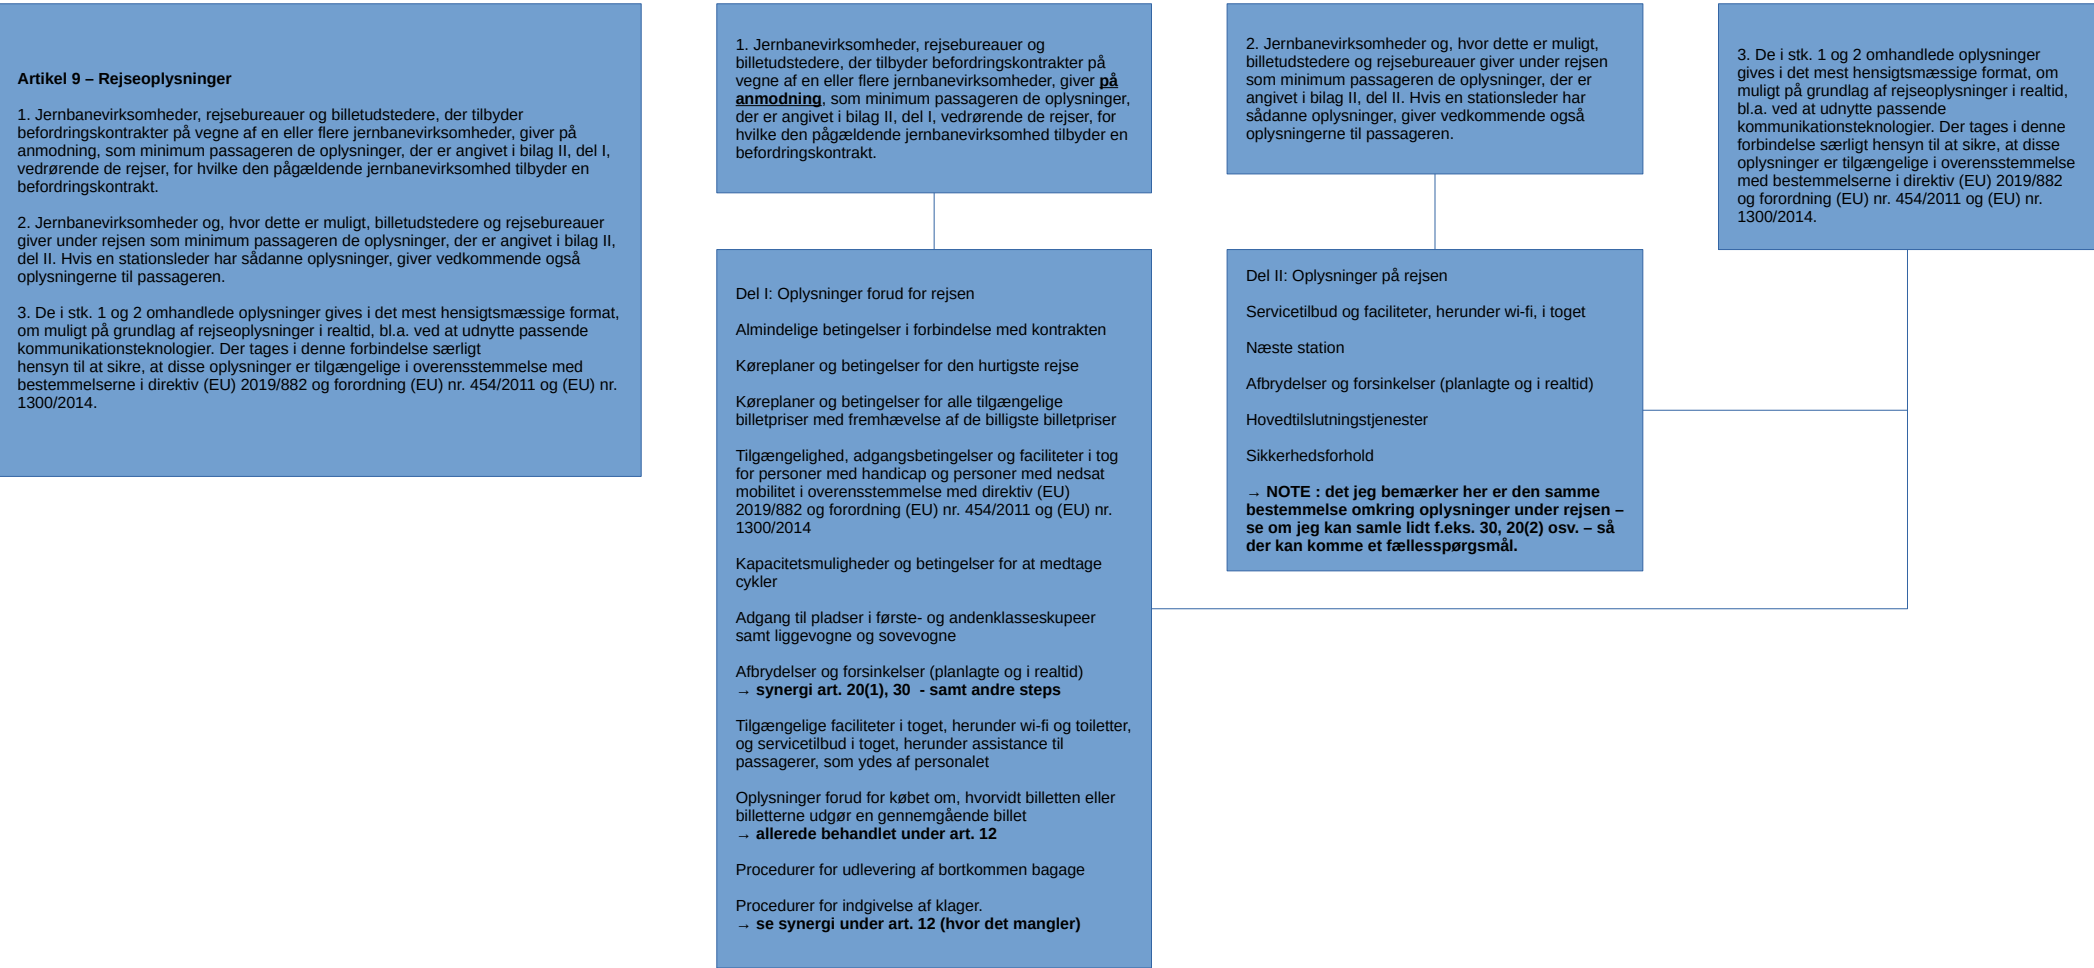 Artikel 9 – Rejseoplysninger
1. Jernbanevirksomheder, rejsebureauer og billetudstedere, der tilbyder
befordringskontrakter på vegne af en eller flere jernbanevirksomheder, giver på
anmodning, som minimum passageren de oplysninger, der er angivet i bilag II, del I,
vedrørende de rejser, for hvilke den pågældende jernbanevirksomhed tilbyder en
befordringskontrakt.
2. Jernbanevirksomheder og, hvor dette er muligt, billetudstedere og rejsebureauer
giver under rejsen som minimum passageren de oplysninger, der er angivet i bilag II,
del II. Hvis en stationsleder har sådanne oplysninger, giver vedkommende også
oplysningerne til passageren.
3. De i stk. 1 og 2 omhandlede oplysninger gives i det mest hensigtsmæssige format,
om muligt på grundlag af rejseoplysninger i realtid, bl.a. ved at udnytte passende
kommunikationsteknologier. Der tages i denne forbindelse særligt
hensyn til at sikre, at disse oplysninger er tilgængelige i overensstemmelse med
bestemmelserne i direktiv (EU) 2019/882 og forordning (EU) nr. 454/2011 og (EU) nr.
1300/2014.
1. Jernbanevirksomheder, rejsebureauer og
billetudstedere, der tilbyder befordringskontrakter på
vegne af en eller flere jernbanevirksomheder, giver på
anmodning, som minimum passageren de oplysninger,
der er angivet i bilag II, del I, vedrørende de rejser, for
hvilke den pågældende jernbanevirksomhed tilbyder en
befordringskontrakt.
Del I: Oplysninger forud for rejsen
Almindelige betingelser i forbindelse med kontrakten
Køreplaner og betingelser for den hurtigste rejse
Køreplaner og betingelser for alle tilgængelige
billetpriser med fremhævelse af de billigste billetpriser
Tilgængelighed, adgangsbetingelser og faciliteter i tog
for personer med handicap og personer med nedsat
mobilitet i overensstemmelse med direktiv (EU)
2019/882 og forordning (EU) nr. 454/2011 og (EU) nr.
1300/2014
Kapacitetsmuligheder og betingelser for at medtage
cykler
Adgang til pladser i første- og andenklasseskupeer
samt liggevogne og sovevogne
Afbrydelser og forsinkelser (planlagte og i realtid)
→ synergi art. 20(1), 30 - samt andre steps
Tilgængelige faciliteter i toget, herunder wi-fi og toiletter,
og servicetilbud i toget, herunder assistance til
passagerer, som ydes af personalet
Oplysninger forud for købet om, hvorvidt billetten eller
billetterne udgør en gennemgående billet
→ allerede behandlet under art. 12
Procedurer for udlevering af bortkommen bagage
Procedurer for indgivelse af klager.
→ se synergi under art. 12 (hvor det mangler)
2. Jernbanevirksomheder og, hvor dette er muligt,
billetudstedere og rejsebureauer giver under rejsen
som minimum passageren de oplysninger, der er
angivet i bilag II, del II. Hvis en stationsleder har
sådanne oplysninger, giver vedkommende også
oplysningerne til passageren.
Del II: Oplysninger på rejsen
Servicetilbud og faciliteter, herunder wi-fi, i toget
Næste station
Afbrydelser og forsinkelser (planlagte og i realtid)
Hovedtilslutningstjenester
Sikkerhedsforhold
→ NOTE : det jeg bemærker her er den samme
bestemmelse omkring oplysninger under rejsen –
se om jeg kan samle lidt f.eks. 30, 20(2) osv. – så
der kan komme et fællesspørgsmål.
3. De i stk. 1 og 2 omhandlede oplysninger
gives i det mest hensigtsmæssige format, om
muligt på grundlag af rejseoplysninger i realtid,
bl.a. ved at udnytte passende
kommunikationsteknologier. Der tages i denne
forbindelse særligt hensyn til at sikre, at disse
oplysninger er tilgængelige i overensstemmelse
med bestemmelserne i direktiv (EU) 2019/882
og forordning (EU) nr. 454/2011 og (EU) nr.
1300/2014.